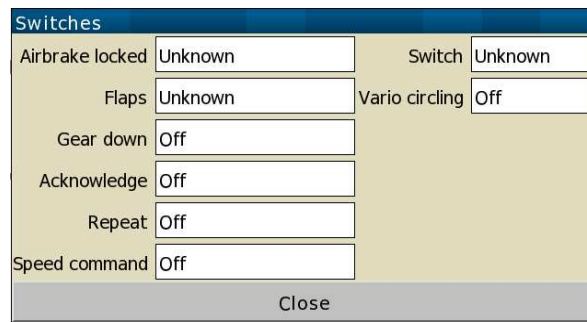 Switches
Airbrake locked Unknown Switch Unknown
Flaps Unknown Vario circling Off
Gear down Off
Acknowledge Off
Repeat Off
Speed command Off
Close